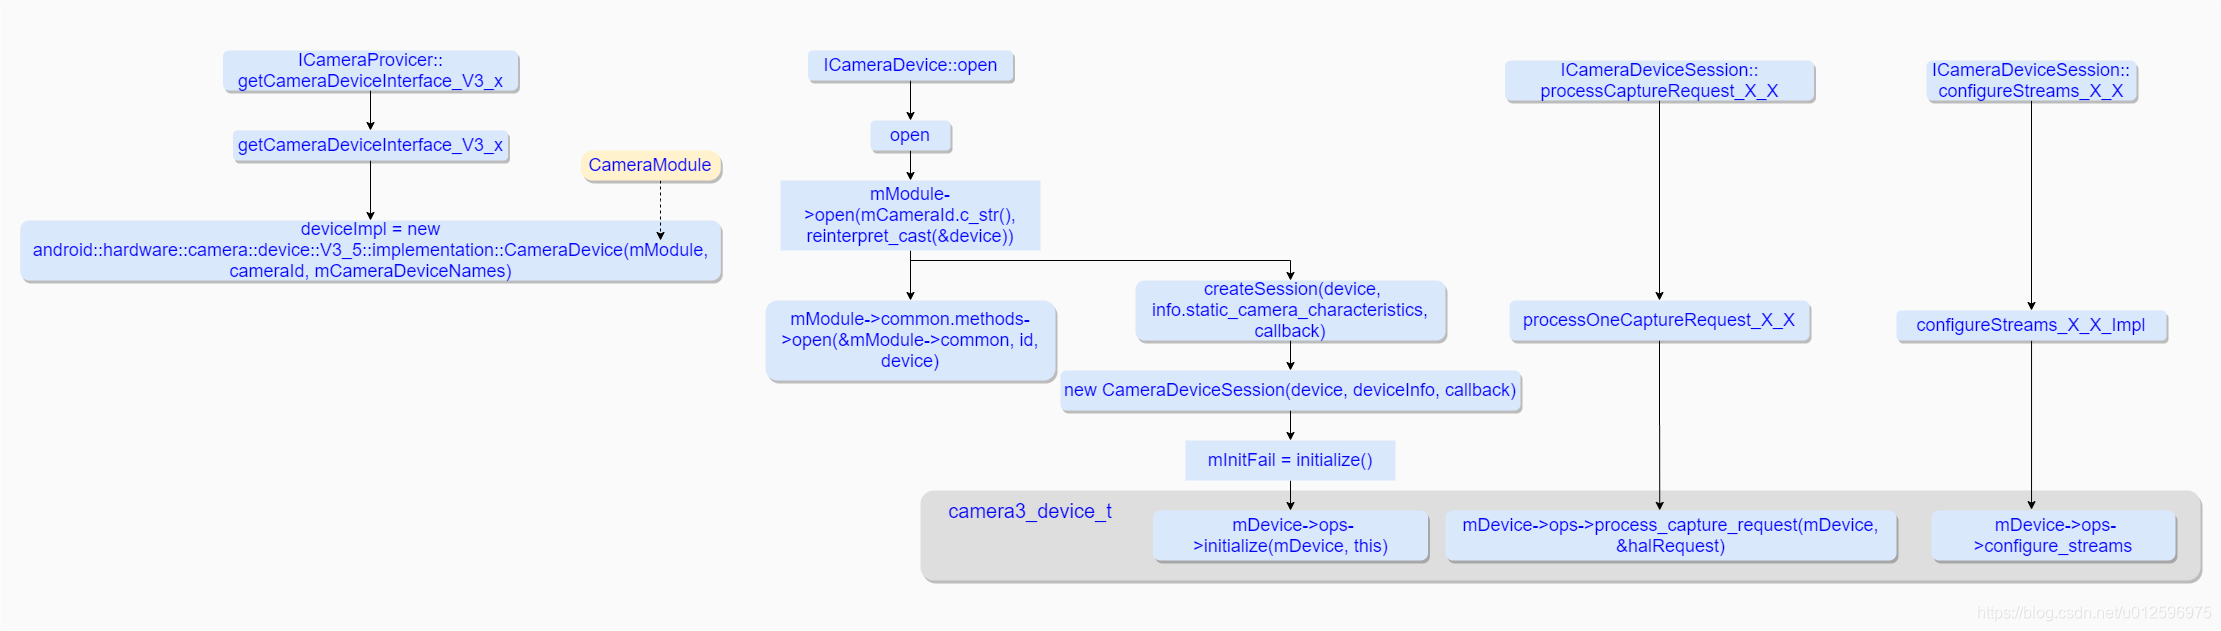 ICameraProvicer::
getCameraDeviceInterface_V3_x
getCameraDeviceInterface_V3_x
CameraModule
deviceImpl = new
android::hardware::camera::device::V3_5::implementation::CameraDevice(mModule,
cameraId, mCameraDeviceNames)
ICameraDevice::open
open
mModule-
>open(mCameraId.c_str(),
reinterpret_cast(&device))
mModule->common.methods-
>open(&mModule->common, id,
device)
createSession(device,
info.static_camera_characteristics,
callback)
new CameraDeviceSession(device, deviceInfo, callback)
mInitFail = initialize()
camera3_device_t
mDevice->ops-
>initialize(mDevice, this)
ICameraDeviceSession::
processCaptureRequest_X_X
processOneCaptureRequest_X_X
mDevice->ops->process_capture_request(mDevice,
&halRequest)
ICameraDeviceSession::
configureStreams_X_X
configureStreams_X_X_Impl
mDevice->ops-
>configure_streams
https://blog.csdn.net/u012596975